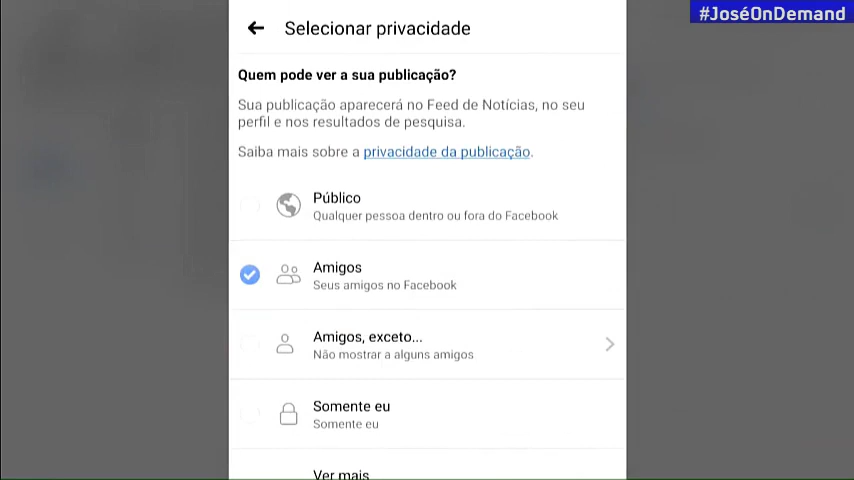 #JoséOnDemand
Selecionar privacidade
Quem pode ver a sua publicação?
Sua publicação aparecerá no Feed de Notícias, no seu
perfil e nos resultados de pesquisa.
Saiba mais sobre a privacidade da publicação.
Público
Qualquer pessoa dentro ou fora do Facebook
Amigos
Seus amigos no Facebook
Amigos, exceto...
Não mostrar a alguns amigos
Somente eu
Somente eu
Ver mais